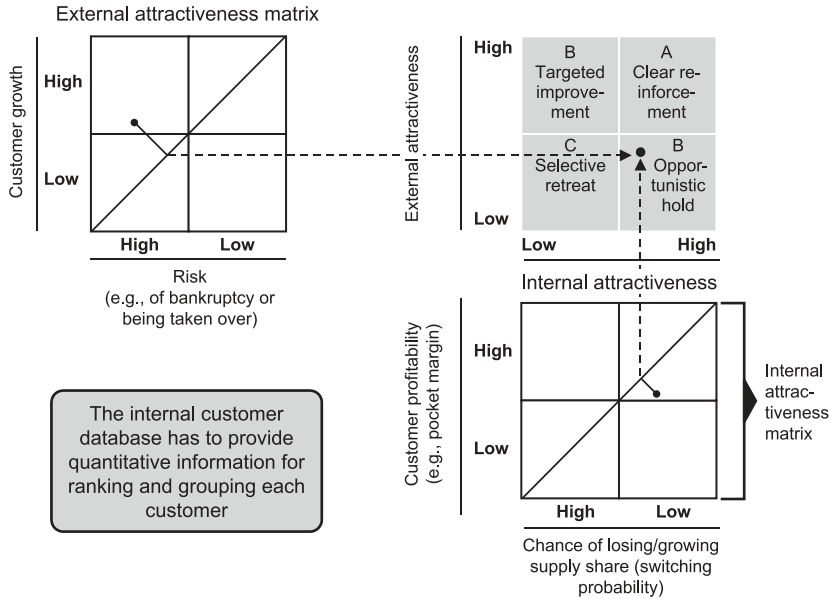 External attractiveness matrix
Customer growth
High
Low
High
Low
Risk
(e.g., of bankruptcy or
being taken over)
External attractiveness
High
Low
B
Targeted
improve-
ment
A
Clear re-
inforce-
ment
C
Selective
retreat
B
Oppor-
tunistic
hold
Low
High
Internal attractiveness
Customer profitability
(e.g., pocket margin)
High
Low
High
Low
Chance of losing/growing
supply share (switching
probability)
Internal
attrac-
tiveness
matrix
The internal customer
database has to provide
quantitative information for
ranking and grouping each
customer